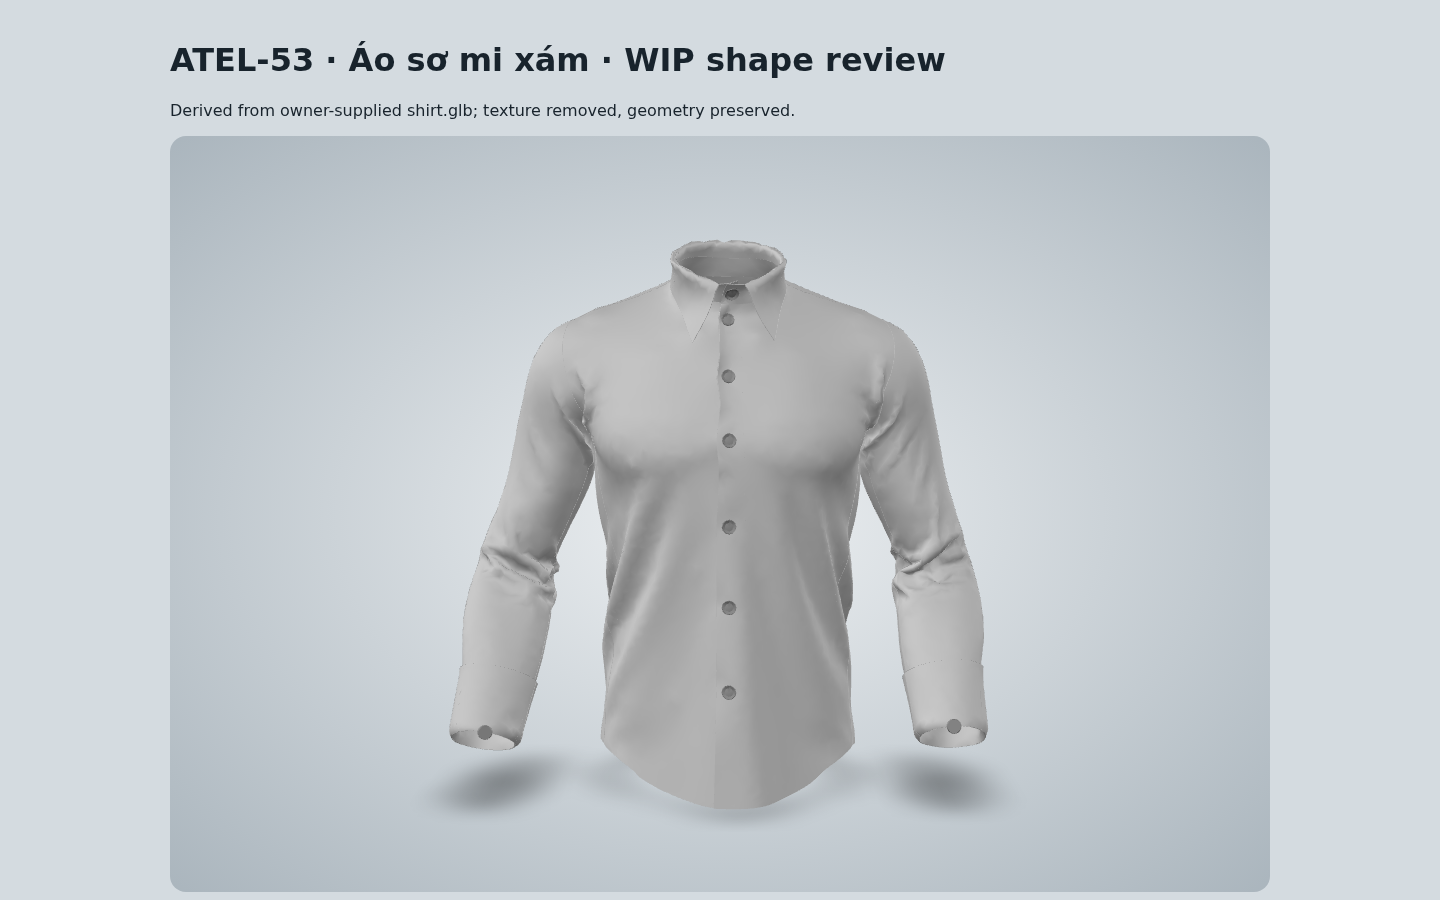 ATEL-53 · Áo sơ mi xám · WIP shape review
Derived from owner-supplied shirt.glb; texture removed, geometry preserved.